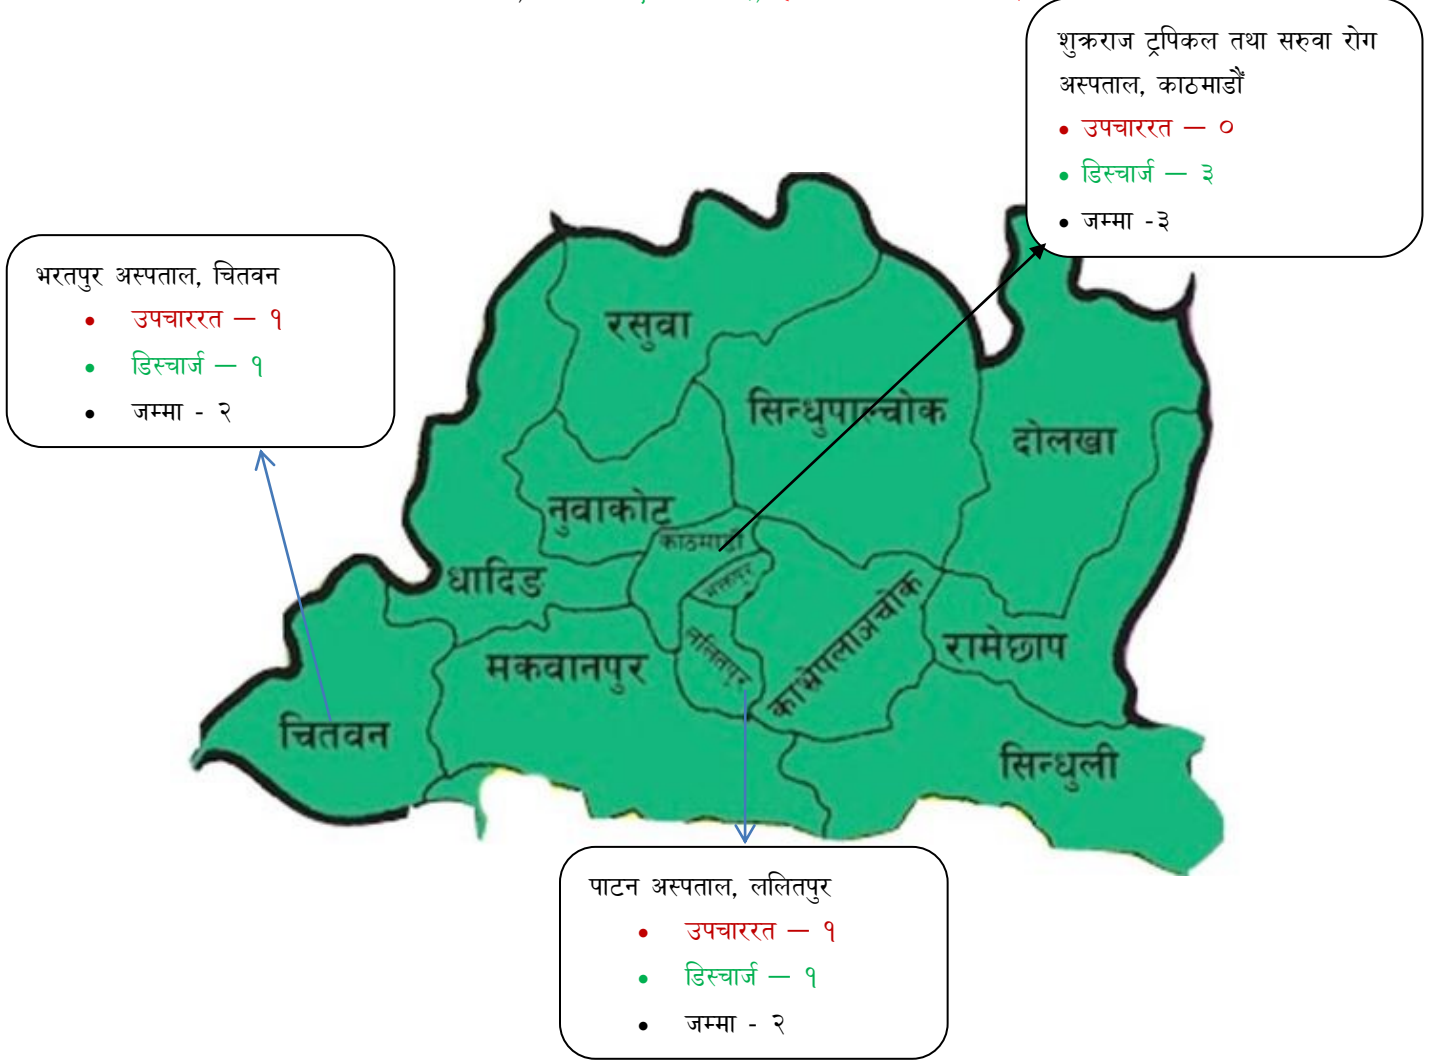 शुक्रराज ट्रपिकल तथा सरुवा रोग
अस्पताल, काठमाडौँ
• उपचाररत — ०
• डिस्चार्ज — ३
• जम्मा -३
भरतपुर अस्पताल, चितवन
• उपचाररत — १
• डिस्चार्ज — १
• जम्मा - २
रसुवा
सिन्धुपाल्चोक
दोलखा
नुवाकोट
काठमाडौं
धादिङ
भक्तपुर
ललितपुर
काभ्रेपलाञ्चोक
रामेछाप
मकवानपुर
चितवन
सिन्धुली
पाटन अस्पताल, ललितपुर
• उपचाररत — १
• डिस्चार्ज — १
• जम्मा - २